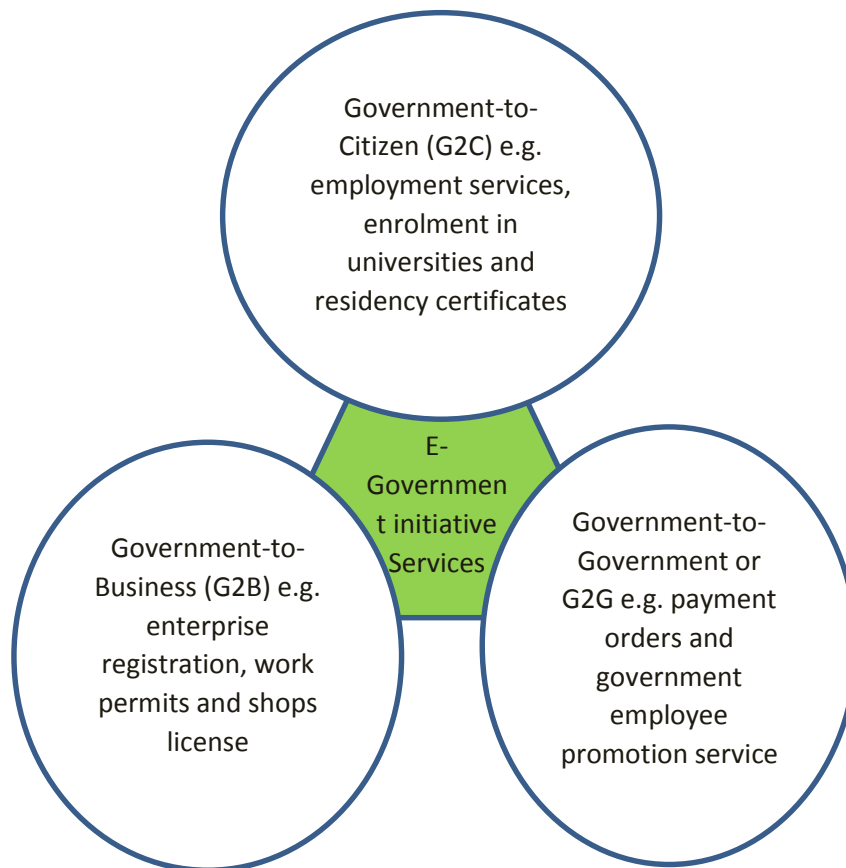 Government-to-
Citizen (G2C) e.g.
employment services,
enrolment in
universities and
residency certificates
E-
Governmen
t initiative
Services
Government-to-
Business (G2B) e.g.
enterprise
registration, work
permits and shops
license
Government-to-
Government or
G2G e.g. payment
orders and
government
employee
promotion service